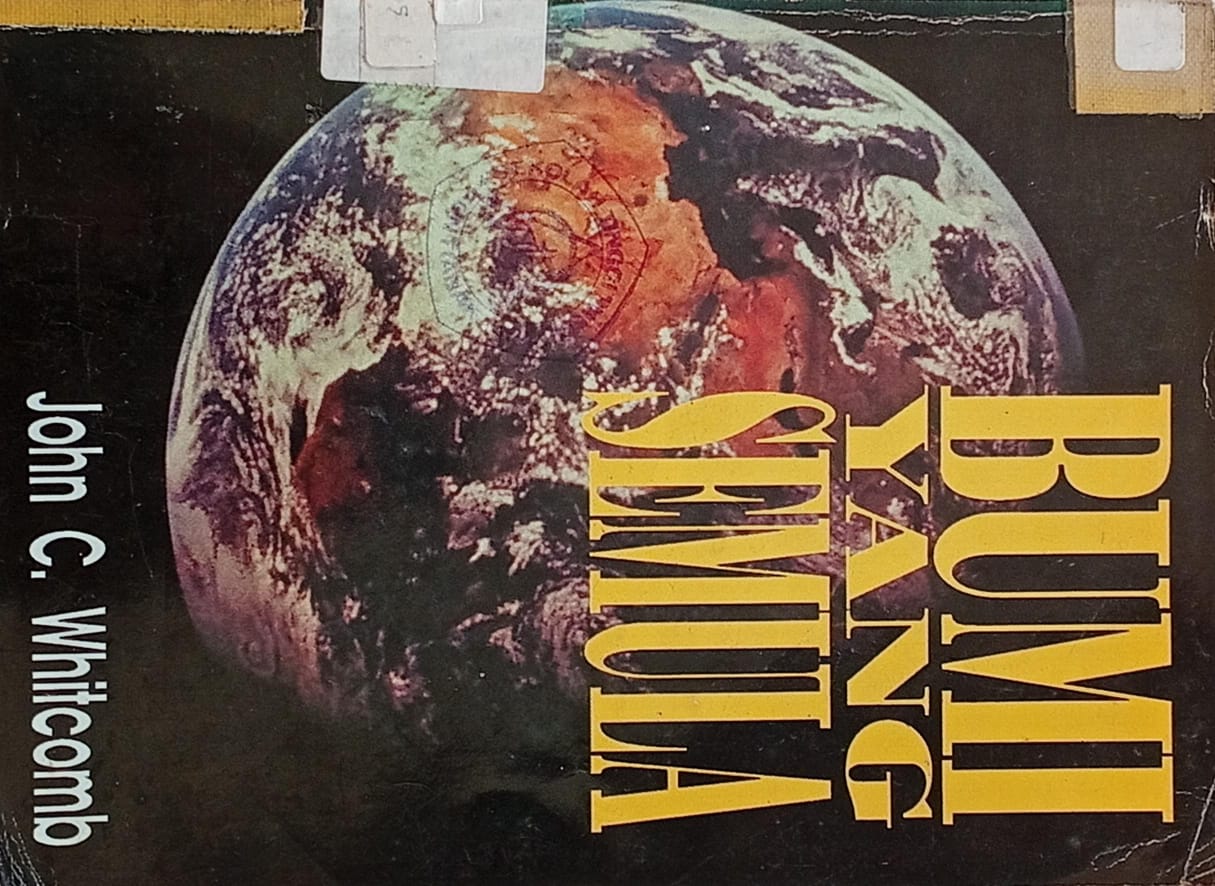 BUMI
YANG
SEMULA
John C. Whitcomb